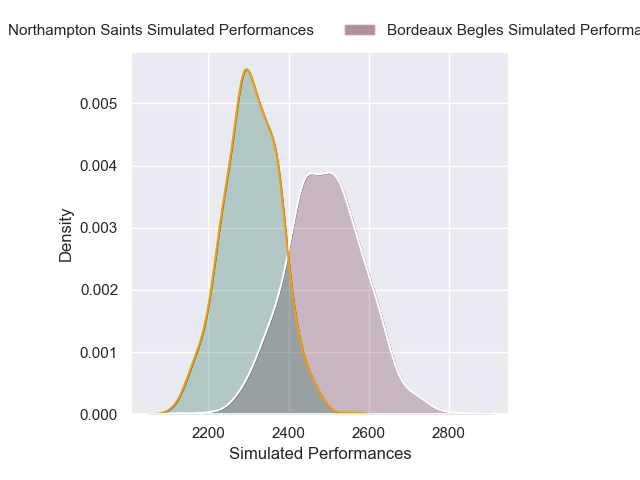 Northampton Saints Simulated Performances
Bordeaux Begles Simulated Performa
0.005
0.004
0.003
0.002
0.001
0.000
Density
2200
2400
2600
2800
Simulated Performances